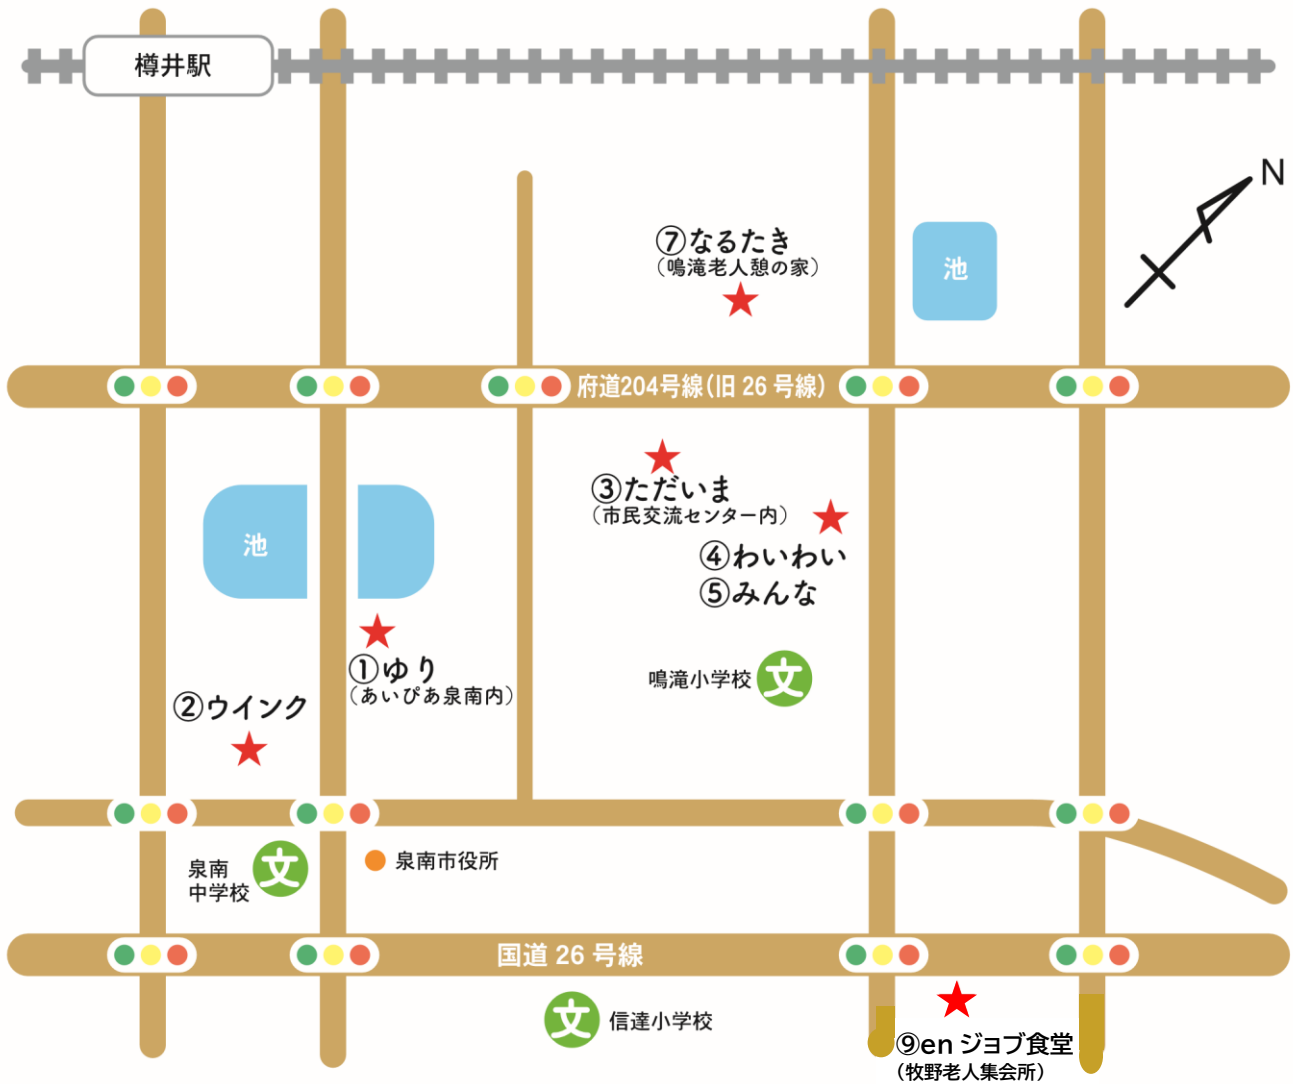 樽井駅
N
⑦なるたき
（鳴滝老人憩の家）
池
府道204号線(旧 26 号線)
③ただいま
（市民交流センター内）
池
④わいわい
⑤みんな
①ゆり
（あいぴあ泉南内）
鳴滝小学校
文
②ウインク
泉南
中学校
文
泉南市役所
国道 26 号線
文
信達小学校
⑨en ジョブ食堂
（牧野老人集会所）